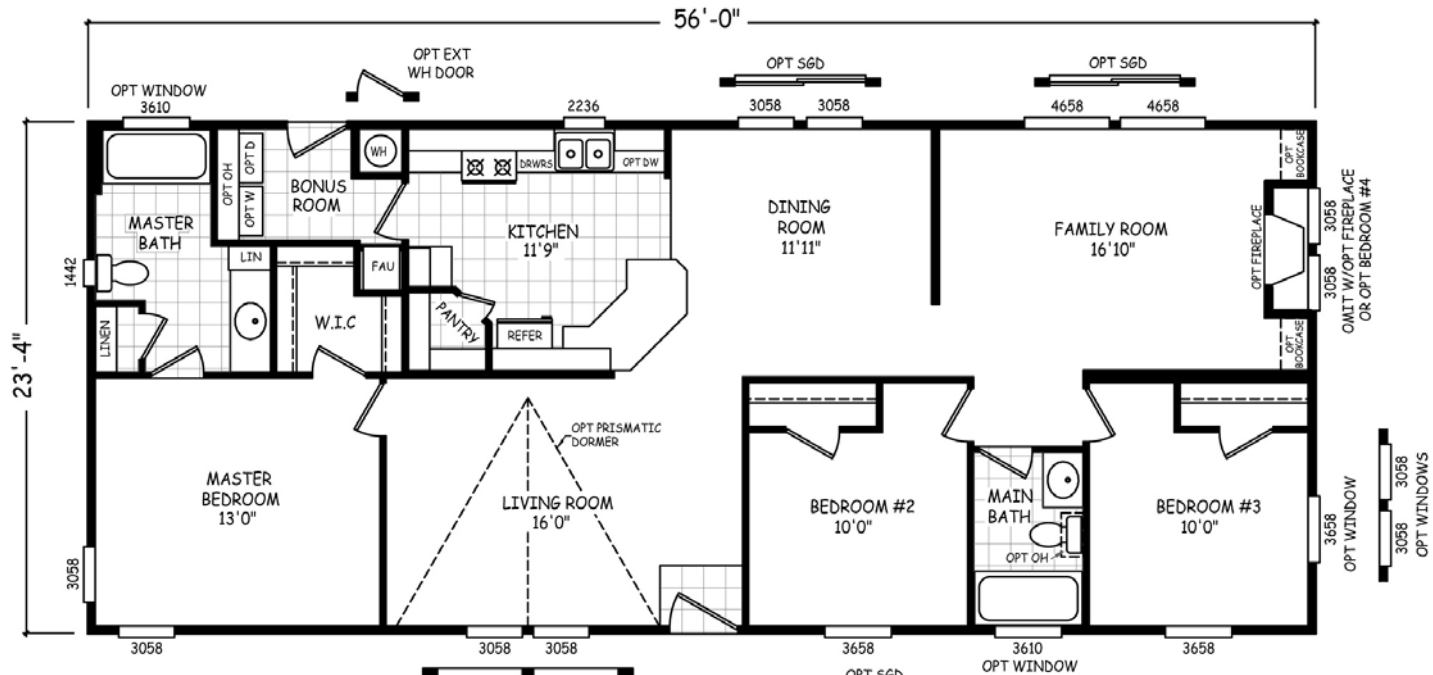 56'-0"
OPT EXT
WH DOOR
OPT SGD
OPT SGD
OPT WINDOW
3610
2236
3058
3058
4658
4658
23'-4"
OPT OH
OPT D
OPT W
WH
BONUS
ROOM
DRWRS
OPT DW
KITCHEN
11'9"
DINING
ROOM
11'11"
FAMILY ROOM
16'10"
OPT
BOOKCASE
OPT FIREPLACE
3058
3058
OMIT W/OPT FIREPLACE
OR OPT BEDROOM #4
OPT
BOOKCASE
MASTER
BATH
1442
LIN
FAU
LINEN
W.I.C
PANTRY
REFER
OPT PRISMATIC
DORMER
MASTER
BEDROOM
13'0"
LIVING ROOM
16'0"
BEDROOM #2
10'0"
MAIN
BATH
OPT OH
BEDROOM #3
10'0"
3658
OPT WINDOW
3058
3058
OPT WINDOWS
3058
3058
3058
3058
3658
3610
OPT WINDOW
3658
OPT SGD